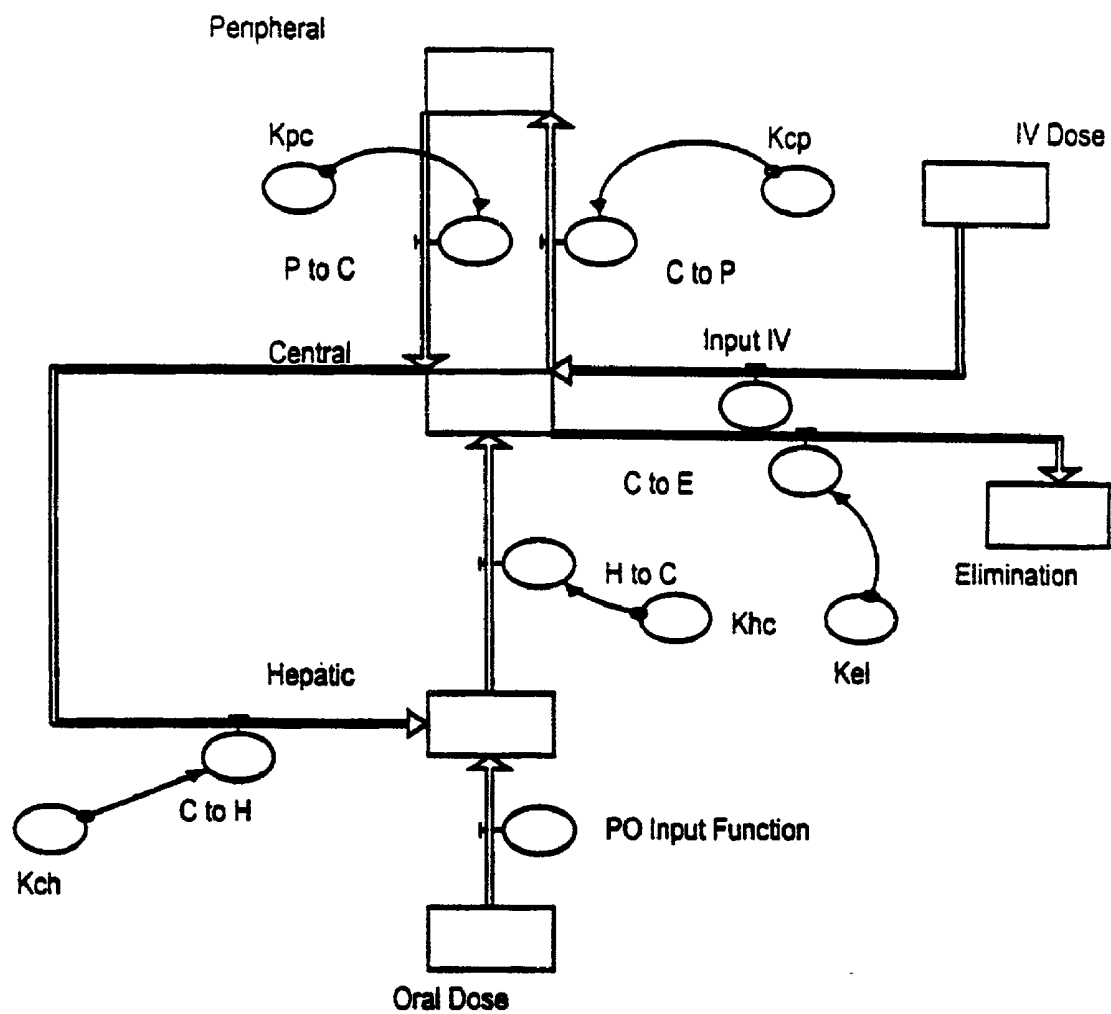 Penpheral
Kpc
Kcp
IV Dose
P to C
C to P
Central
Input IV
C to E
Elimination
H to C
Khc
Kel
Hepatic
C to H
Kch
PO Input Function
Oral Dose